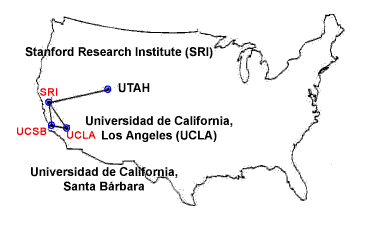 Stanford Research Institute (SRI)
SRI
UTAH
Universidad de California,
Los Angeles (UCLA)
UCSB
UCLA
Universidad de California,
Santa Bárbara